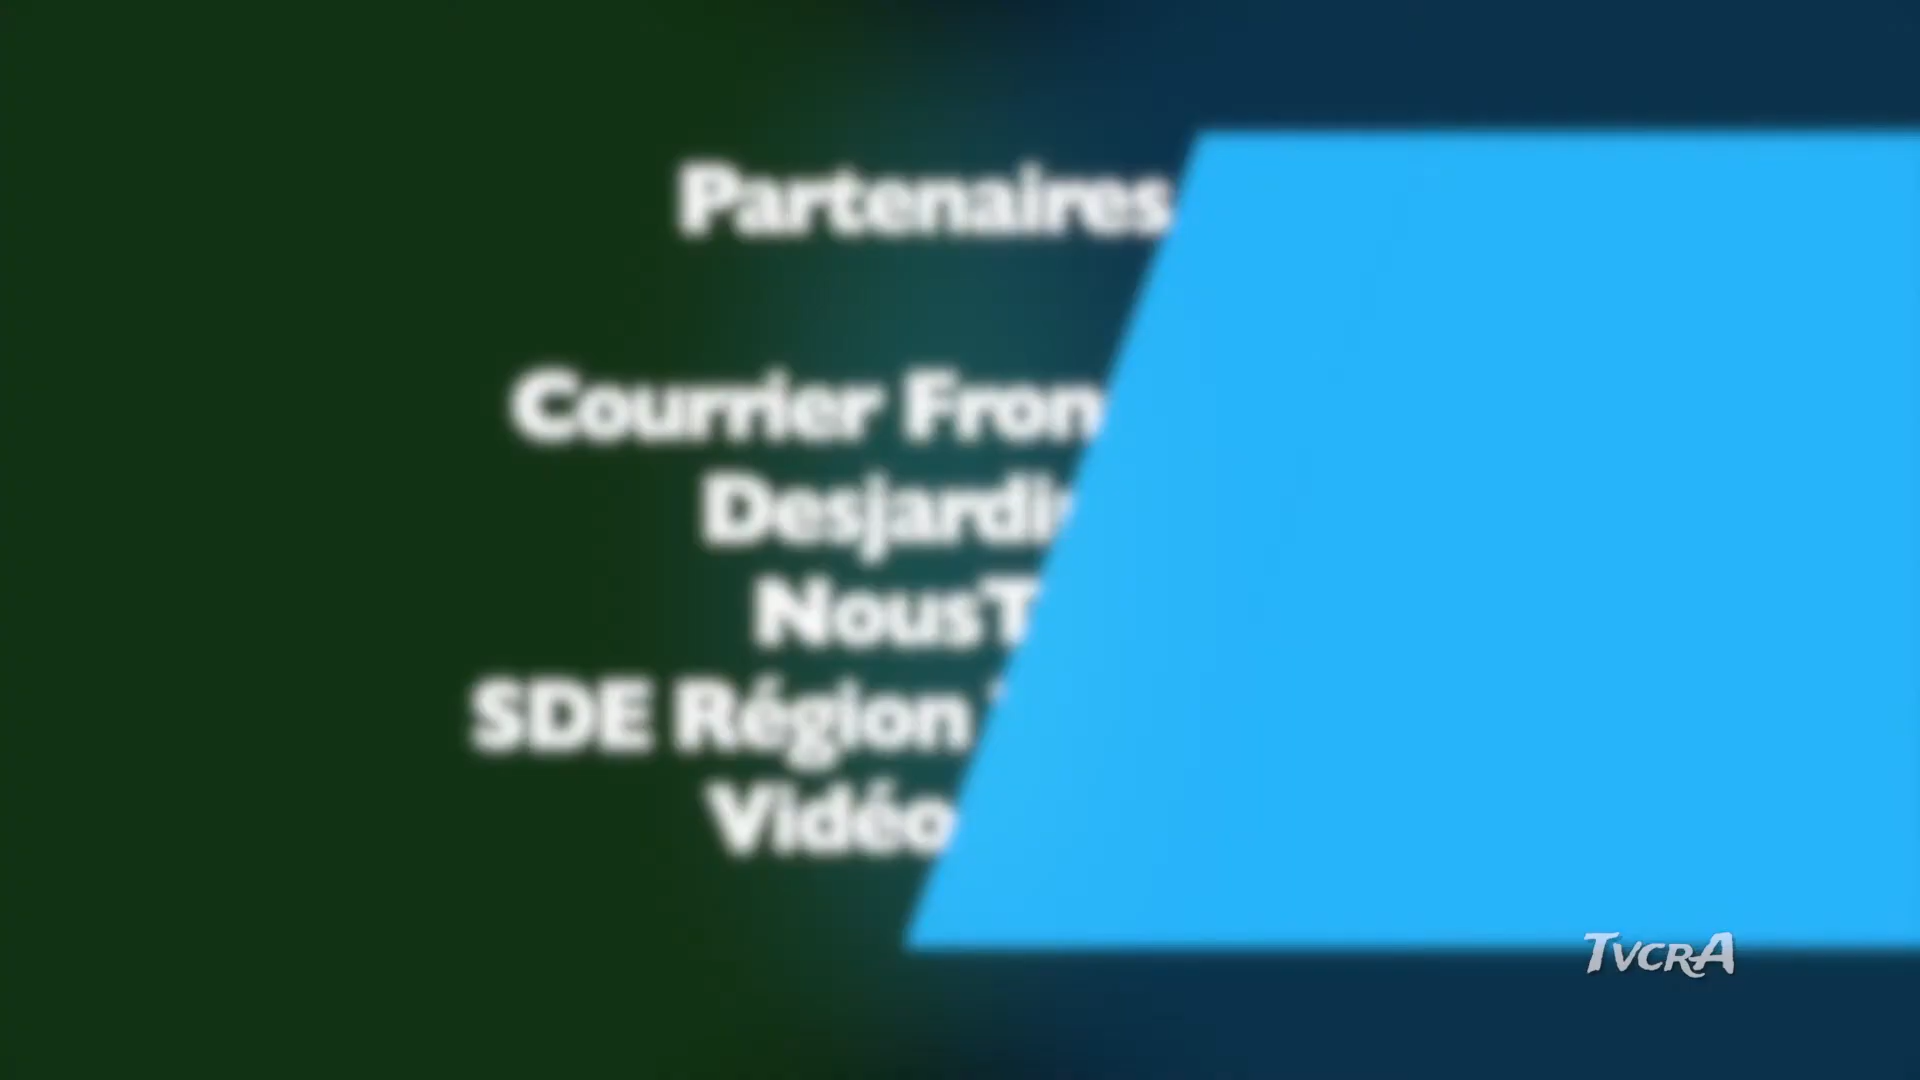 Partenaires
Courrier Fron
Desjardi
NousT
SDE Région
Vidéo
TVCRA